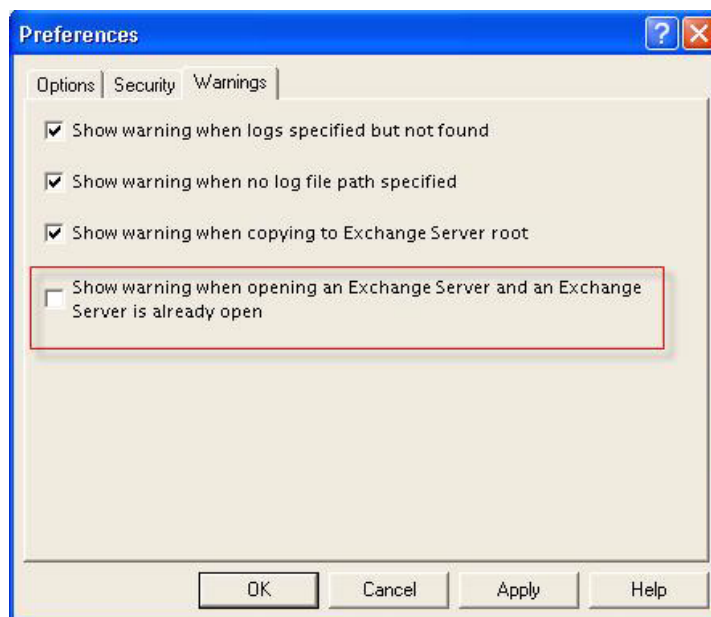 Preferences
Options Security Warnings
Show warning when logs specified but not found
Show warning when no log file path specified
Show warning when copying to Exchange Server root
Show warning when opening an Exchange Server and an Exchange
Server is already open
OK Cancel Apply Help